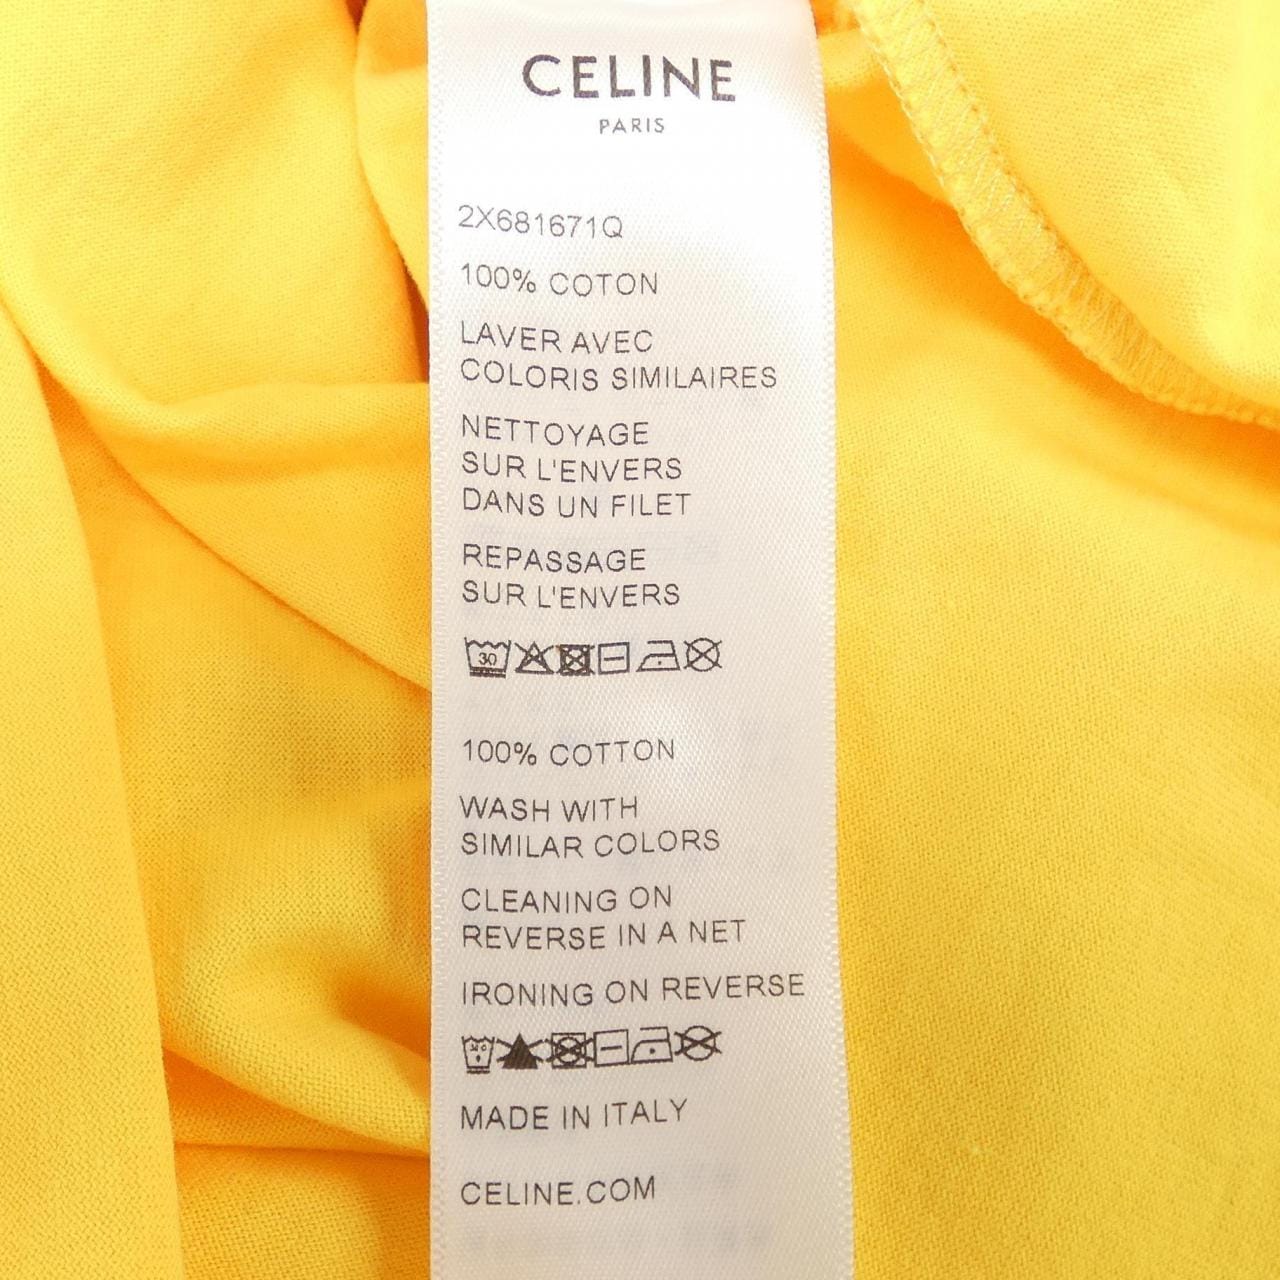 CELINE
PARIS
2X681671Q
100% COTON
LAVER AVEC
COLORIS SIMILAIRES
NETTOYAGE
SUR L'ENVERS
DANS UN FILET
REPASSAGE
SUR L'ENVERS
30
100% COTTON
WASH WITH
SIMILAR COLORS
CLEANING ON
REVERSE IN A NET
IRONING ON REVERSE
MADE IN ITALY
CELINE.COM